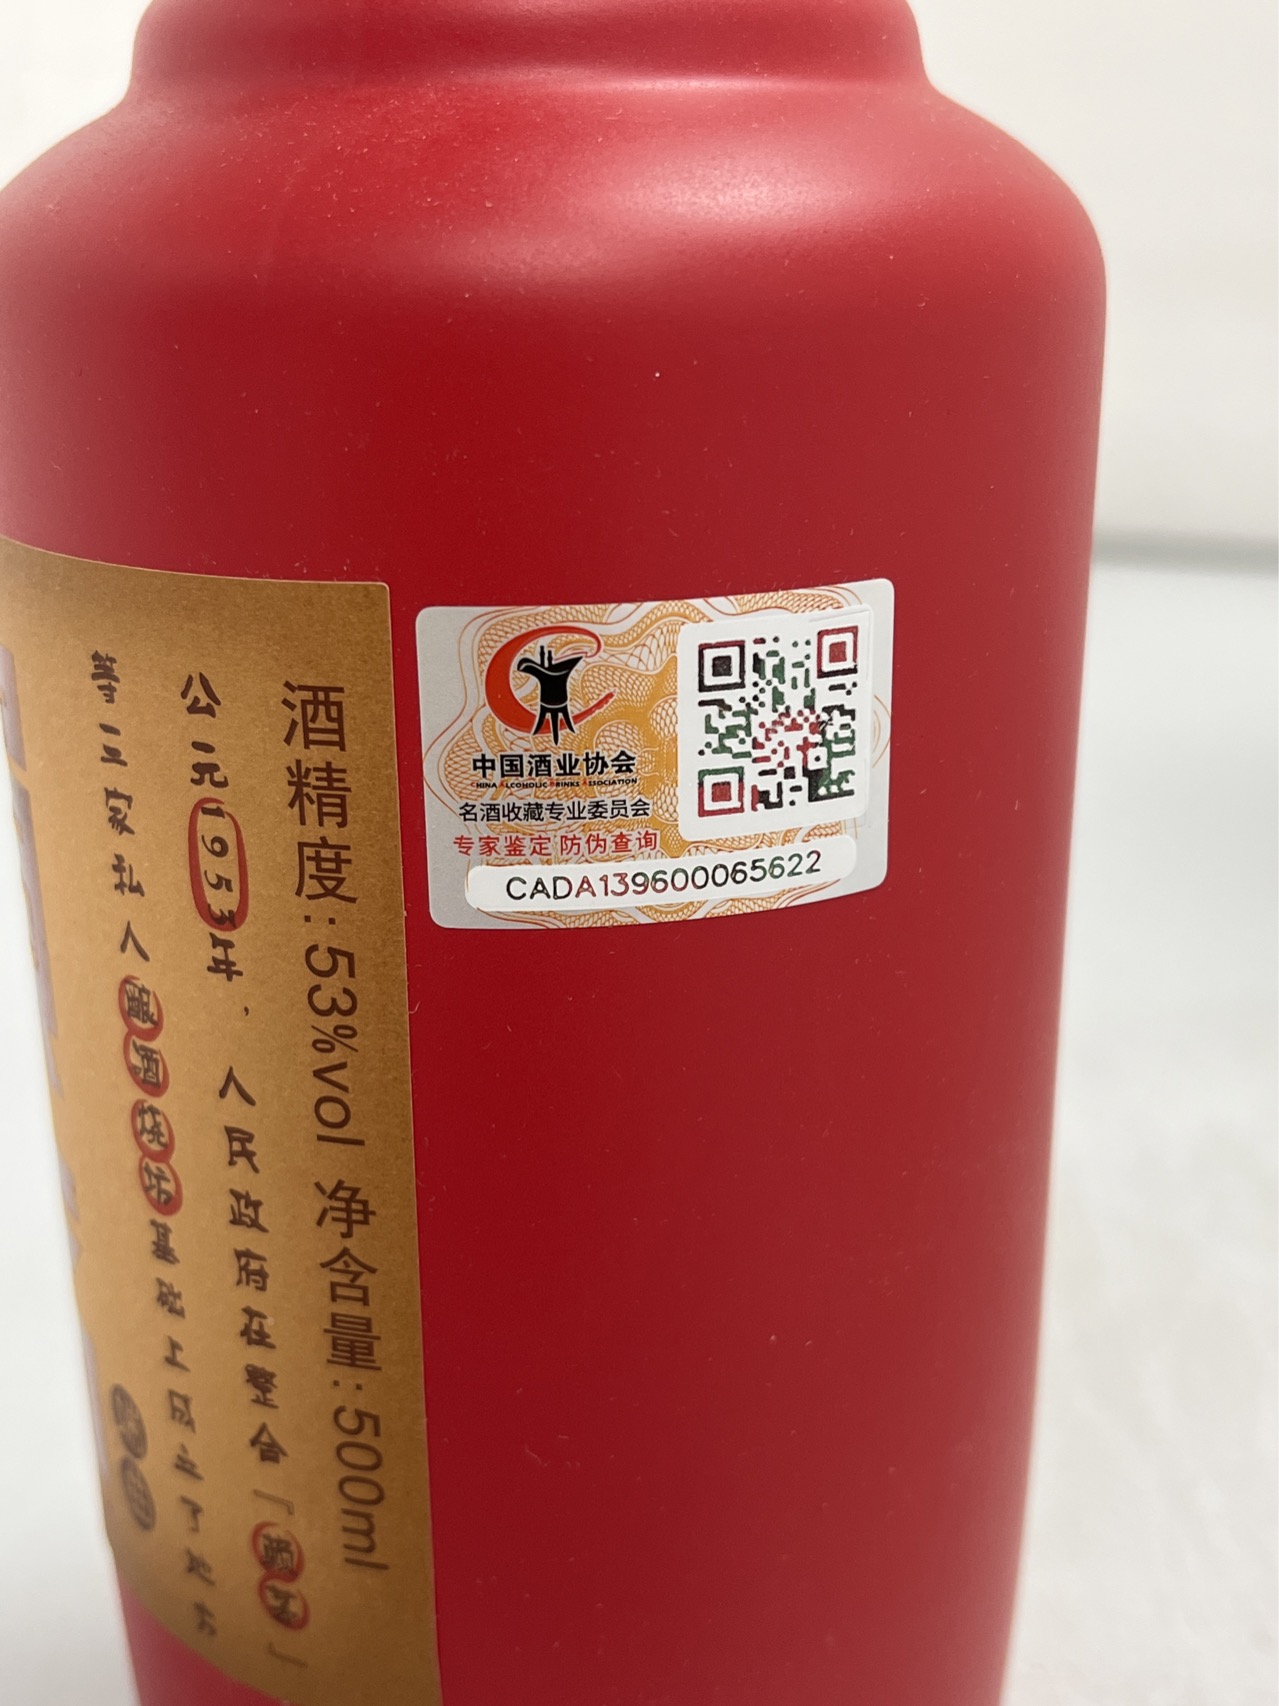 中国酒业协会
CHINA ALCOHOLIC DRINKS ASSOCIATION
名酒收藏专业委员会
专家鉴定 防伪查询
CADA139600065622
酒精度:53%vol 净含量:500ml
公元1953年，人民政府在整合「赖茅」
等三家私人酿酒烧坊基础上成立了地方